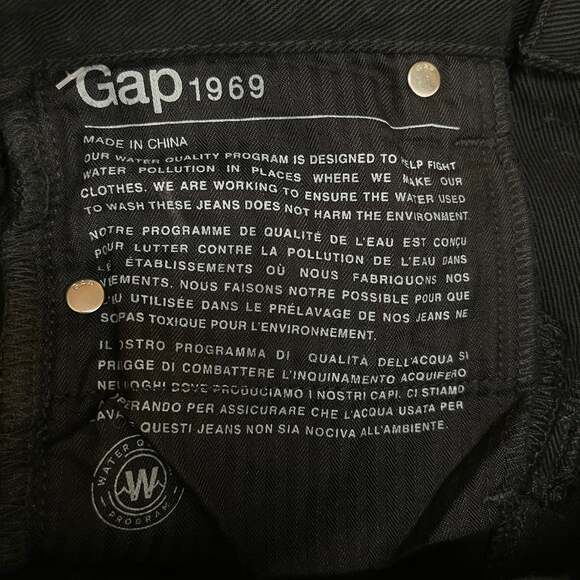 Gap 1969
MADE IN CHINA
OUR WATER QUALITY PROGRAM IS DESIGNED TO HELP FIGHT
WATER POLLUTION IN PLACES WHERE WE MAKE OUR
CLOTHES. WE ARE WORKING TO ENSURE THE WATER USED
TO WASH THESE JEANS DOES NOT HARM THE ENVIRONMENT.
NOTRE PROGRAMME DE QUALITÉ DE L'EAU EST CONÇU
POUR LUTTER CONTRE LA POLLUTION DE L'EAU DANS
LES ÉTABLISSEMENTS OÙ NOUS FABRIQUONS NOS
VÊTEMENTS. NOUS FAISONS NOTRE POSSIBLE POUR QUE
L'EAU UTILISÉE DANS LE PRÉLAVAGE DE NOS JEANS NE
SOPAS TOXIQUE POUR L'ENVIRONNEMENT.
IL NOSTRO PROGRAMMA DI QUALITÀ DELL'ACQUA SI
PREGGE DI COMBATTERE L'INQUINAMENTO ACQUIFERO
NEI LUOGHI DOVE PRODUCIAMO I NOSTRI CAPI. CI STIAMO
OPERANDO PER ASSICURARE CHE L'ACQUA USATA PER
LAVARE QUESTI JEANS NON SIA NOCIVA ALL'AMBIENTE.
WATER QUALITY
W
PROGRAM